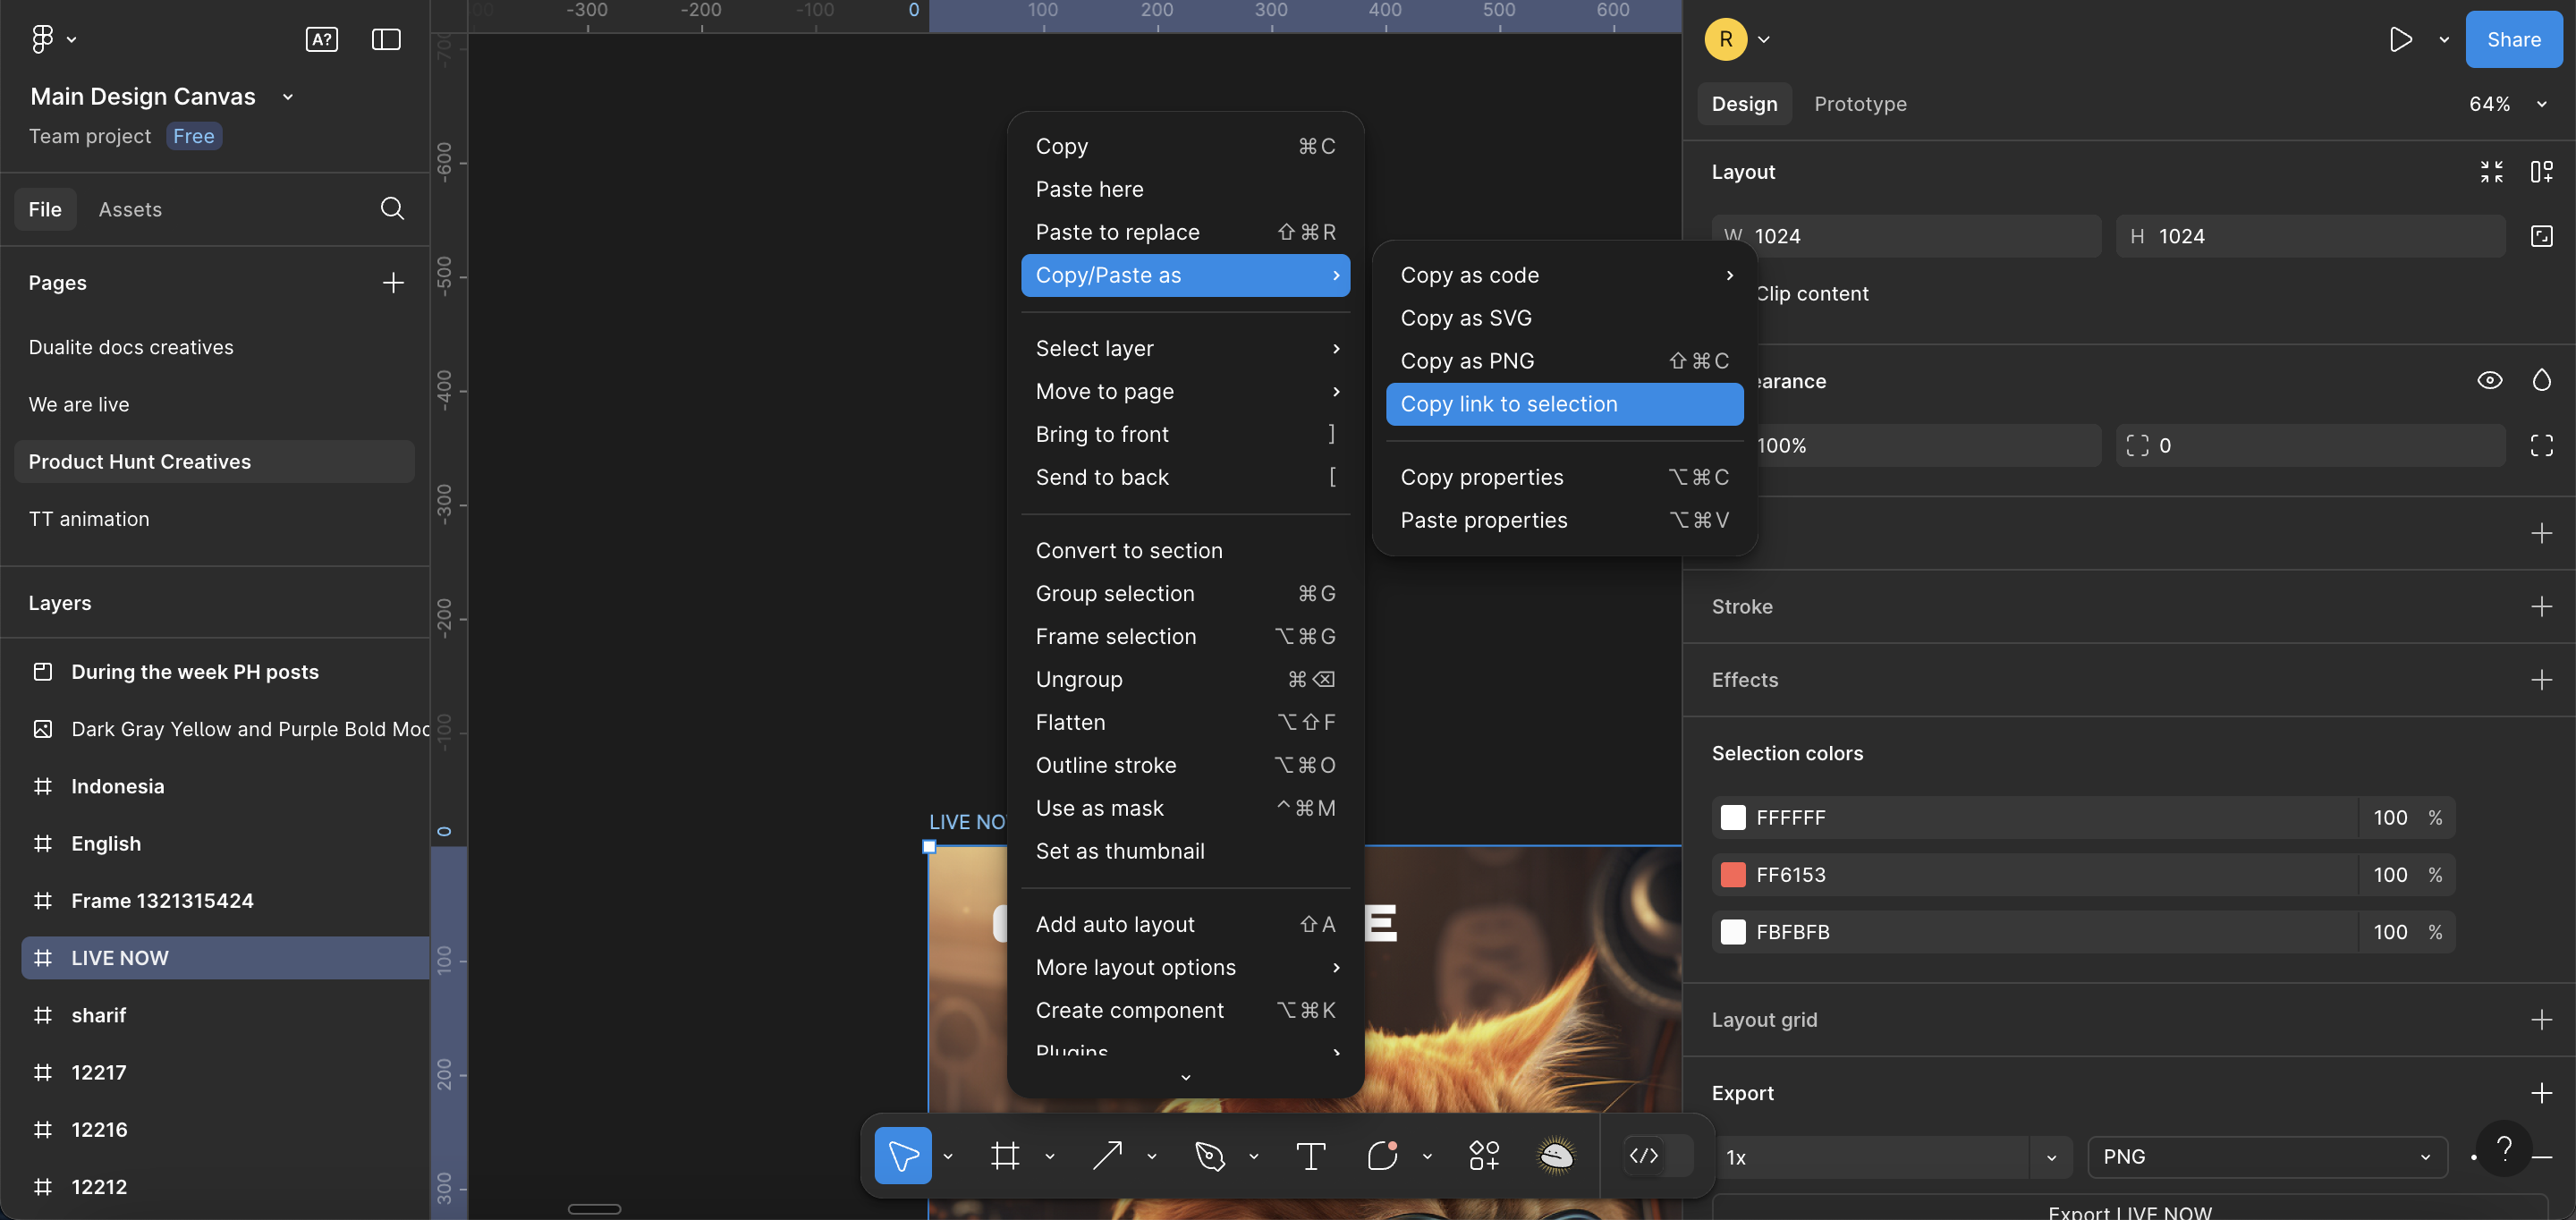 A?
Main Design Canvas
Team project Free
File Assets
Pages
Dualite docs creatives
We are live
Product Hunt Creatives
TT animation
Layers
During the week PH posts
Dark Gray Yellow and Purple Bold Moc
Indonesia
English
Frame 1321315424
LIVE NOW
sharif
12217
12216
12212
-300 -200 -100 0 100 200 300 400 500 600
-700
-600
-500
-400
-300
-200
-100
0
100
200
300
LIVE NO
E
Copy ⌘C
Paste here
Paste to replace ⇧⌘R
Copy/Paste as
Select layer
Move to page
Bring to front ]
Send to back [
Convert to section
Group selection ⌘G
Frame selection ⌥⌘G
Ungroup ⌘⌫
Flatten ⌥⇧F
Outline stroke ⌥⌘O
Use as mask ^⌘M
Set as thumbnail
Add auto layout ⇧A
More layout options
Create component ⌥⌘K
Plugins
Copy as code
Copy as SVG
Copy as PNG ⇧⌘C
Copy link to selection
Copy properties ⌥⌘C
Paste properties ⌥⌘V
R
Share
Design Prototype 64%
Layout
W 1024 H 1024
Clip content
earance
100% 0
Stroke
Effects
Selection colors
FFFFFF 100 %
FF6153 100 %
FBFBFB 100 %
Layout grid
Export
1x PNG
?
Export LIVE NOW